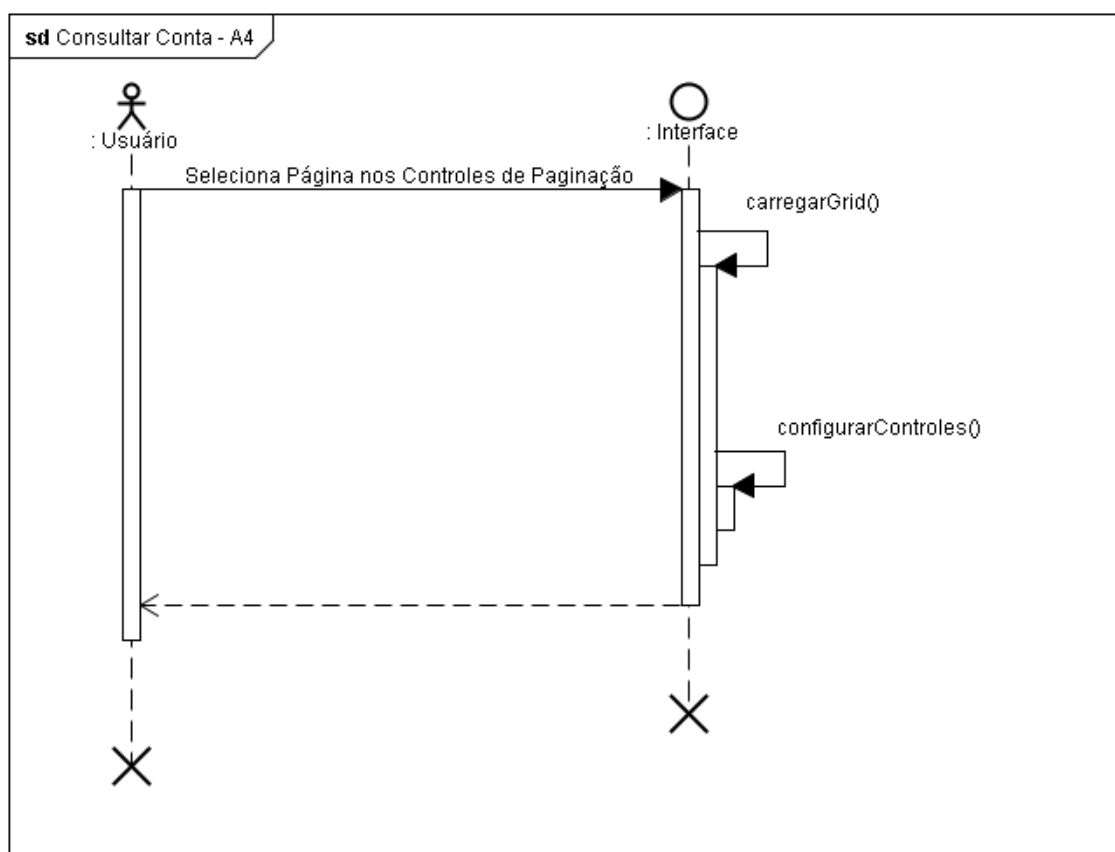 sd Consultar Conta - A4
: Usuário
: Interface
Seleciona Página nos Controles de Paginação
carregarGrid()
configurarControles()